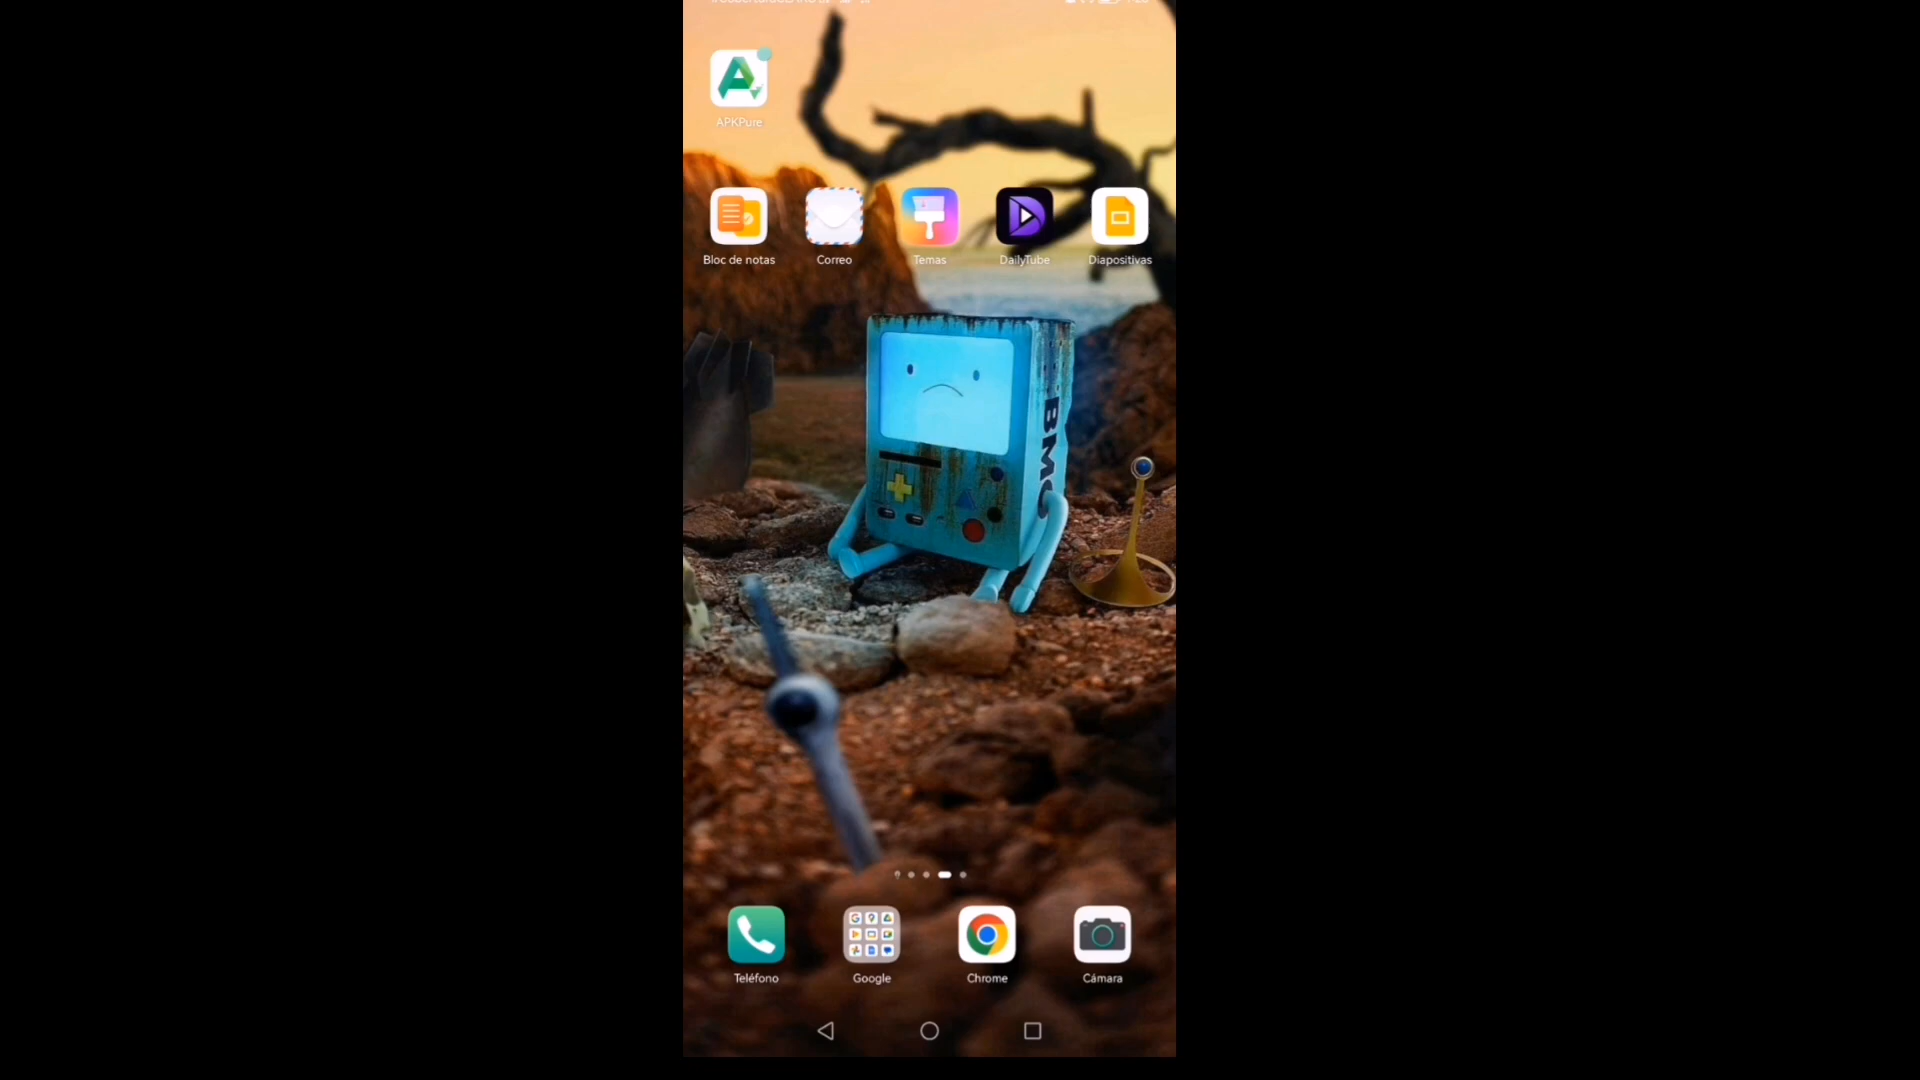 APKPure
Bloc de notas
Correo
Temas
DailyTube
Diapositivas
BMO
Teléfono
Google
Chrome
Cámara